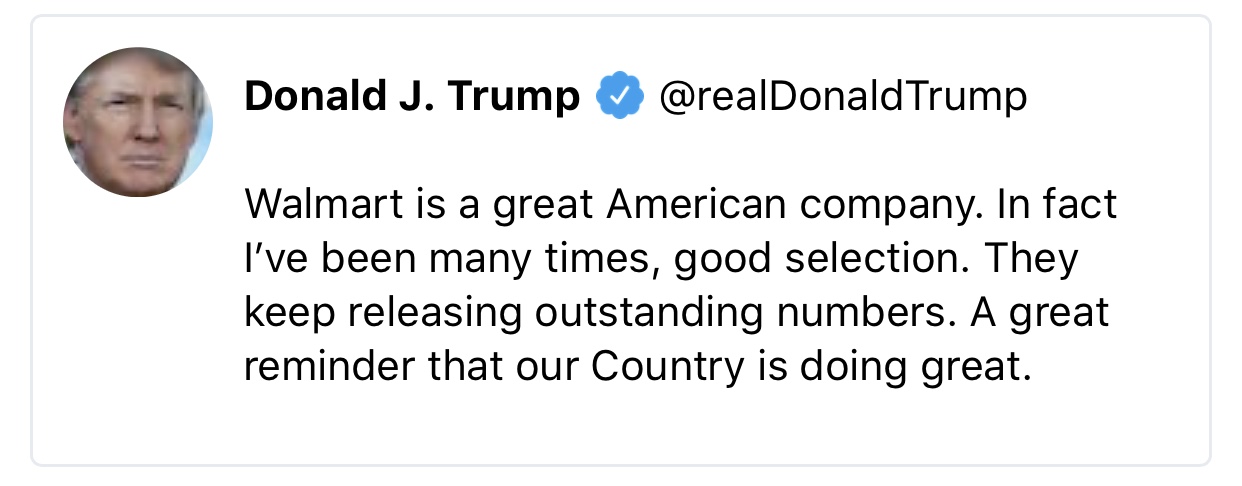 Donald J. Trump @realDonaldTrump
Walmart is a great American company. In fact
I’ve been many times, good selection. They
keep releasing outstanding numbers. A great
reminder that our Country is doing great.